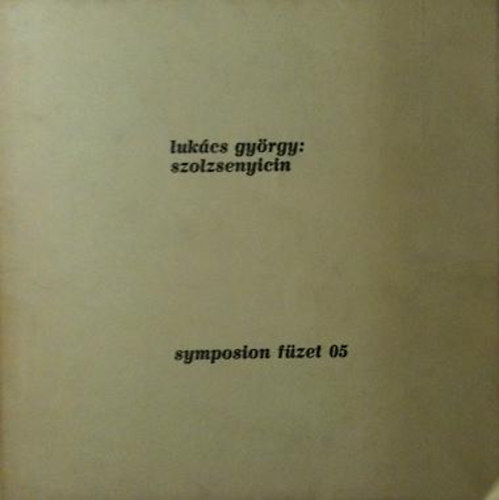 lukács györgy:
szolzsenyicin
symposion füzet 05